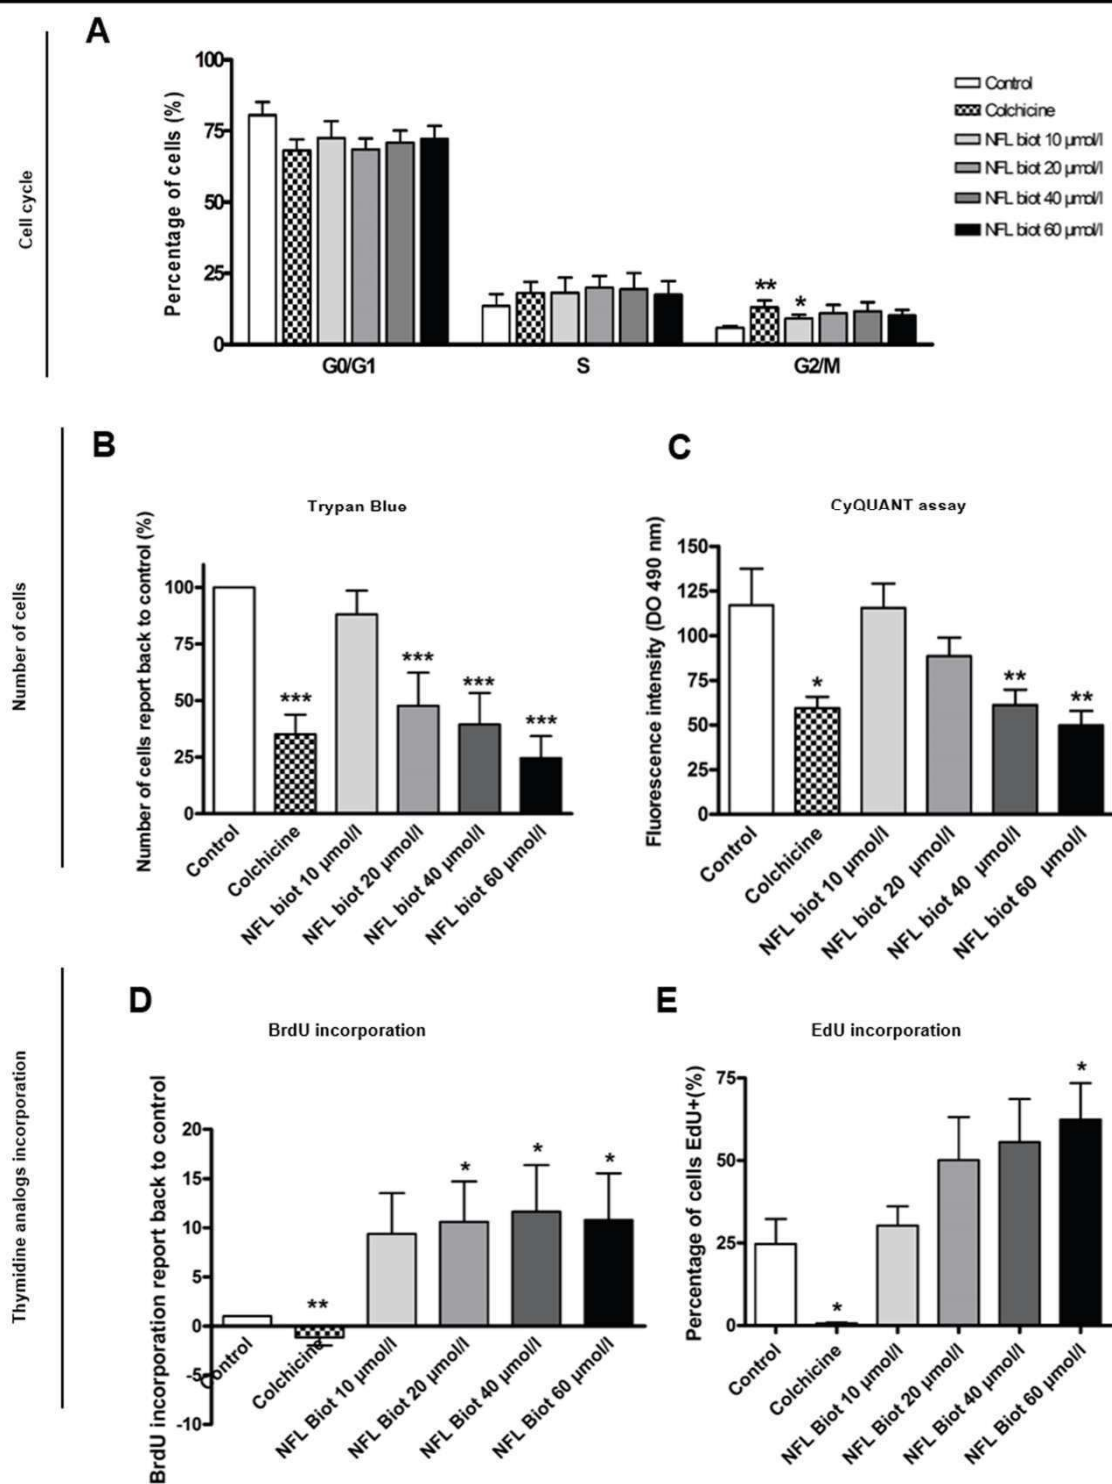 A
Cell cycle
Percentage of cells (%)
100
75
50
25
0
G0/G1
S
G2/M
**
*
Control
Colchicine
NFL biot 10 µmol/l
NFL biot 20 µmol/l
NFL biot 40 µmol/l
NFL biot 60 µmol/l
Number of cells
B
Trypan Blue
Number of cells report back to control (%)
100
75
50
25
0
***
***
***
***
Control
Colchicine
NFL biot 10 µmol/l
NFL biot 20 µmol/l
NFL biot 40 µmol/l
NFL biot 60 µmol/l
C
CyQUANT assay
Fluorescence intensity (DO 490 nm)
150
125
100
75
50
25
0
*
**
**
Control
Colchicine
NFL biot 10 µmol/l
NFL biot 20 µmol/l
NFL biot 40 µmol/l
NFL biot 60 µmol/l
Thymidine analogs incorporation
D
BrdU incorporation
BrdU incorporation report back to control
20
15
10
5
0
-5
-10
**
*
*
*
Control
Colchicine
NFL Biot 10 µmol/l
NFL Biot 20 µmol/l
NFL Biot 40 µmol/l
NFL Biot 60 µmol/l
E
EdU incorporation
Percentage of cells EdU+(%)
75
50
25
0
*
*
Control
Colchicine
NFL Biot 10 µmol/l
NFL Biot 20 µmol/l
NFL Biot 40 µmol/l
NFL Biot 60 µmol/l